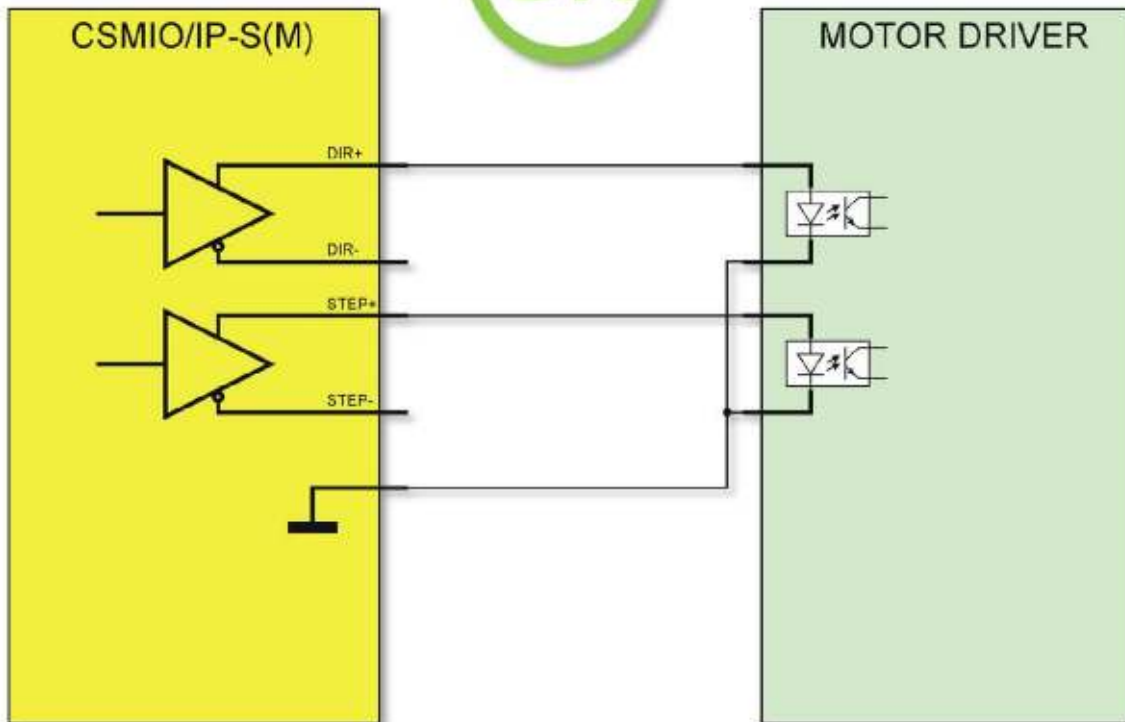 CSMIO/IP-S(M)
MOTOR DRIVER
DIR+
DIR-
STEP+
STEP-